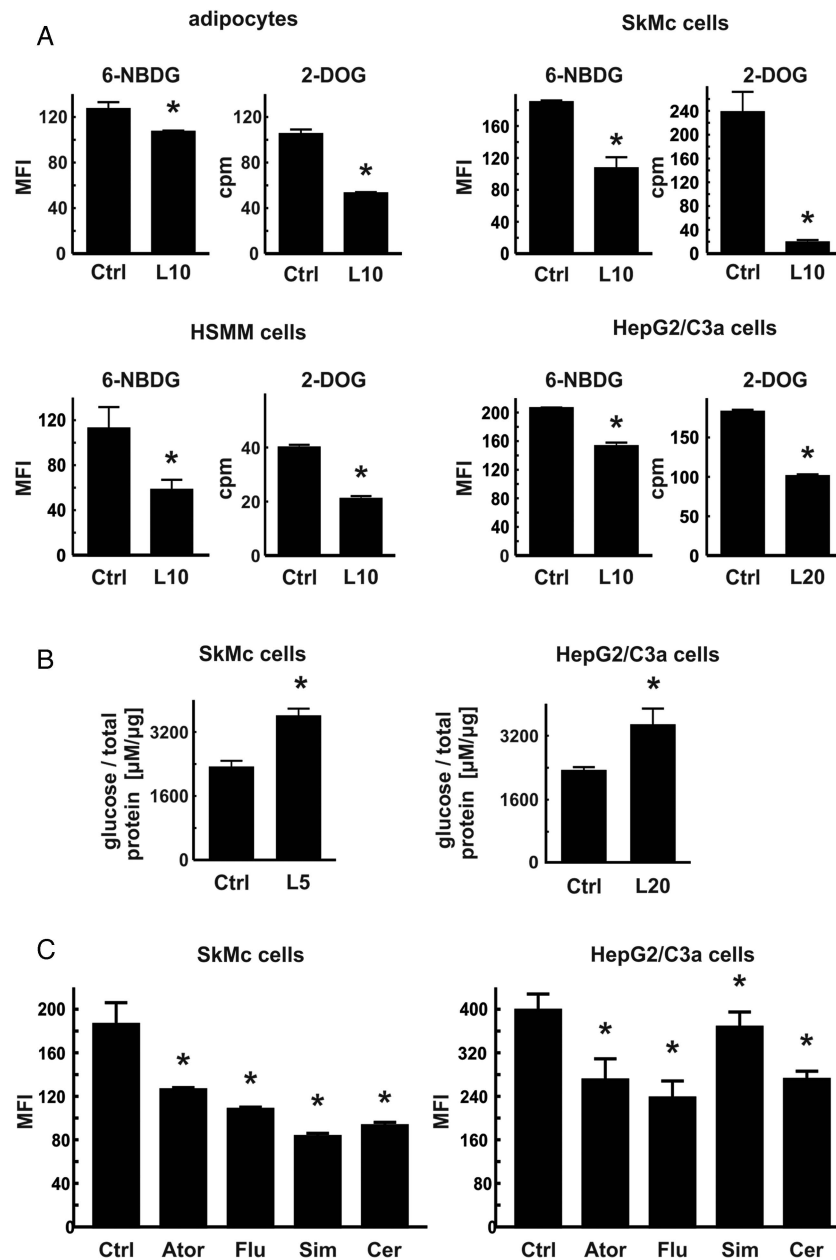 A
adipocytes
SkMc cells
6-NBDG
2-DOG
6-NBDG
2-DOG
MFI
120
80
40
0
*
Ctrl L10
cpm
120
80
40
0
*
Ctrl L10
MFI
160
120
80
40
0
*
Ctrl L10
cpm
240
200
160
120
80
40
0
*
Ctrl L10
HSMM cells
HepG2/C3a cells
6-NBDG
2-DOG
6-NBDG
2-DOG
MFI
120
80
40
0
*
Ctrl L10
cpm
40
20
0
*
Ctrl L10
MFI
200
160
120
80
40
0
*
Ctrl L10
cpm
150
100
50
0
*
Ctrl L20
B
SkMc cells
HepG2/C3a cells
glucose / total
protein [µM/µg]
3200
1600
0
*
Ctrl L5
glucose / total
protein [µM/µg]
3200
1600
0
*
Ctrl L20
C
SkMc cells
HepG2/C3a cells
MFI
200
160
120
80
40
0
* * * *
Ctrl Ator Flu Sim Cer
MFI
400
320
240
160
80
0
* * * *
Ctrl Ator Flu Sim Cer